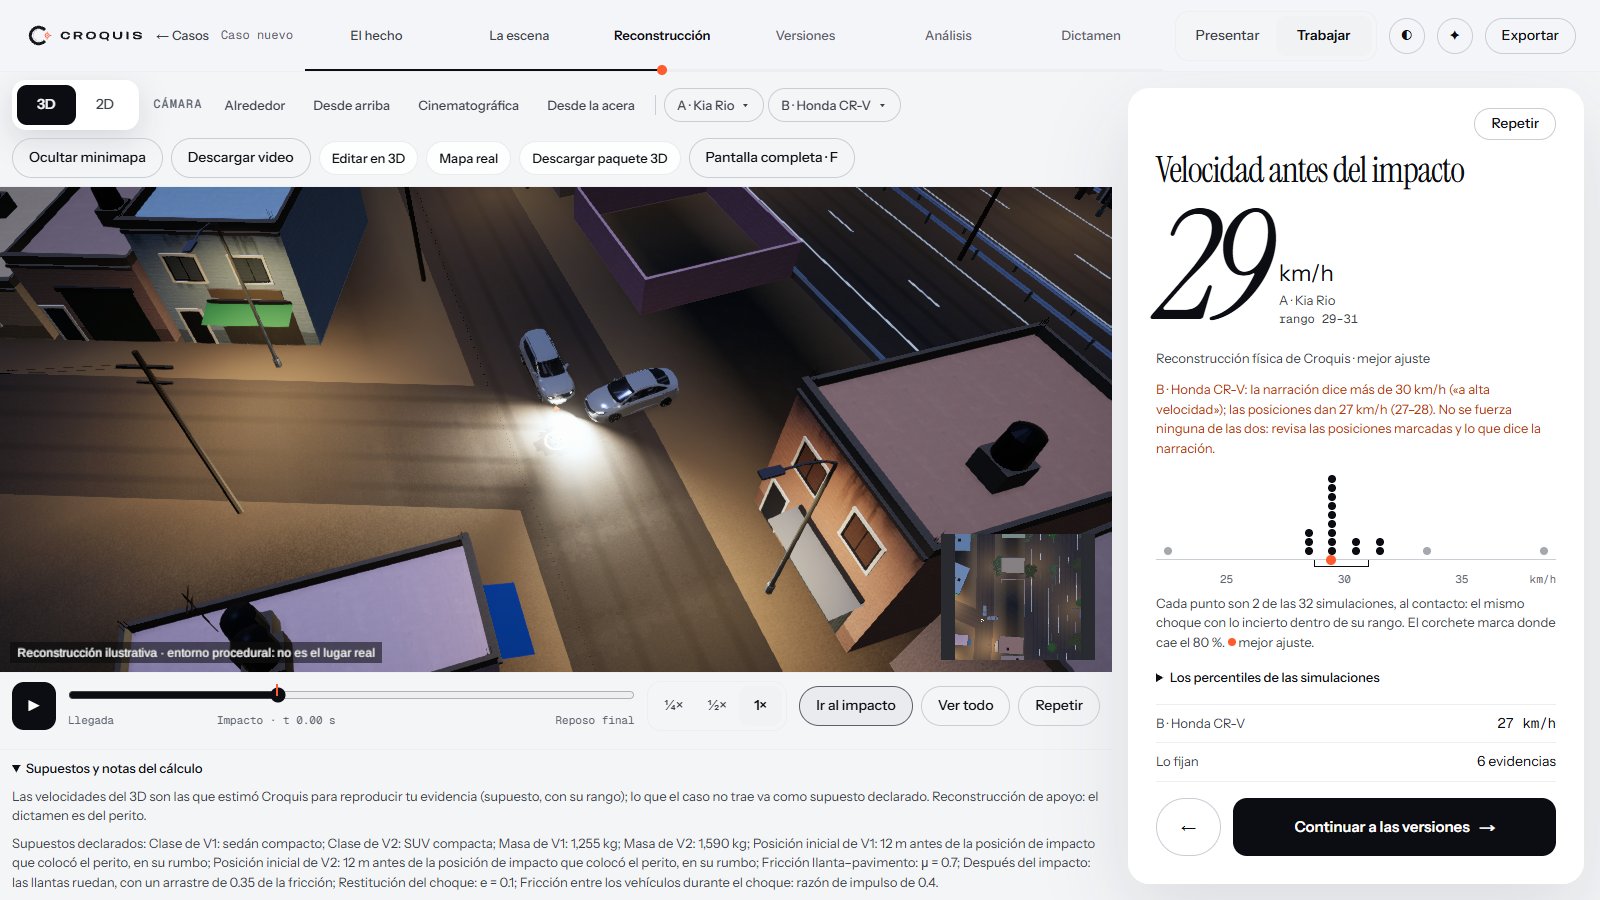 CROQUIS
← Casos
Caso nuevo
El hecho
La escena
Reconstrucción
Versiones
Análisis
Dictamen
Presentar
Trabajar
Exportar
3D
2D
CÁMARA
Alrededor
Desde arriba
Cinematográfica
Desde la acera
A · Kia Rio
B · Honda CR-V
Ocultar minimapa
Descargar video
Editar en 3D
Mapa real
Descargar paquete 3D
Pantalla completa · F
Reconstrucción ilustrativa - entorno procedural: no es el lugar real
Llegada
Impacto · t 0.00 s
Reposo final
¼×
½×
1×
Ir al impacto
Ver todo
Repetir
Supuestos y notas del cálculo
Las velocidades del 3D son las que estimó Croquis para reproducir tu evidencia (supuesto, con su rango); lo que el caso no trae va como supuesto declarado. Reconstrucción de apoyo: el
dictamen es del perito.
Supuestos declarados: Clase de V1: sedán compacto; Clase de V2: SUV compacta; Masa de V1: 1,255 kg; Masa de V2: 1,590 kg; Posición inicial de V1: 12 m antes de la posición de impacto
que colocó el perito, en su rumbo; Posición inicial de V2: 12 m antes de la posición de impacto que colocó el perito, en su rumbo; Fricción llanta-pavimento: μ = 0.7; Después del impacto:
las llantas ruedan, con un arrastre de 0.35 de la fricción; Restitución del choque: e = 0.1; Fricción entre los vehículos durante el choque: razón de impulso de 0.4.
Repetir
Velocidad antes del impacto
29
km/h
A · Kia Rio
rango 29–31
Reconstrucción física de Croquis · mejor ajuste
B · Honda CR-V: la narración dice más de 30 km/h («a alta
velocidad»); las posiciones dan 27 km/h (27–28). No se fuerza
ninguna de las dos: revisa las posiciones marcadas y lo que dice la
narración.
25
30
35
km/h
Cada punto son 2 de las 32 simulaciones, al contacto: el mismo
choque con lo incierto dentro de su rango. El corchete marca donde
cae el 80 %. mejor ajuste.
Los percentiles de las simulaciones
B · Honda CR-V
27 km/h
Lo fijan
6 evidencias
←
Continuar a las versiones →